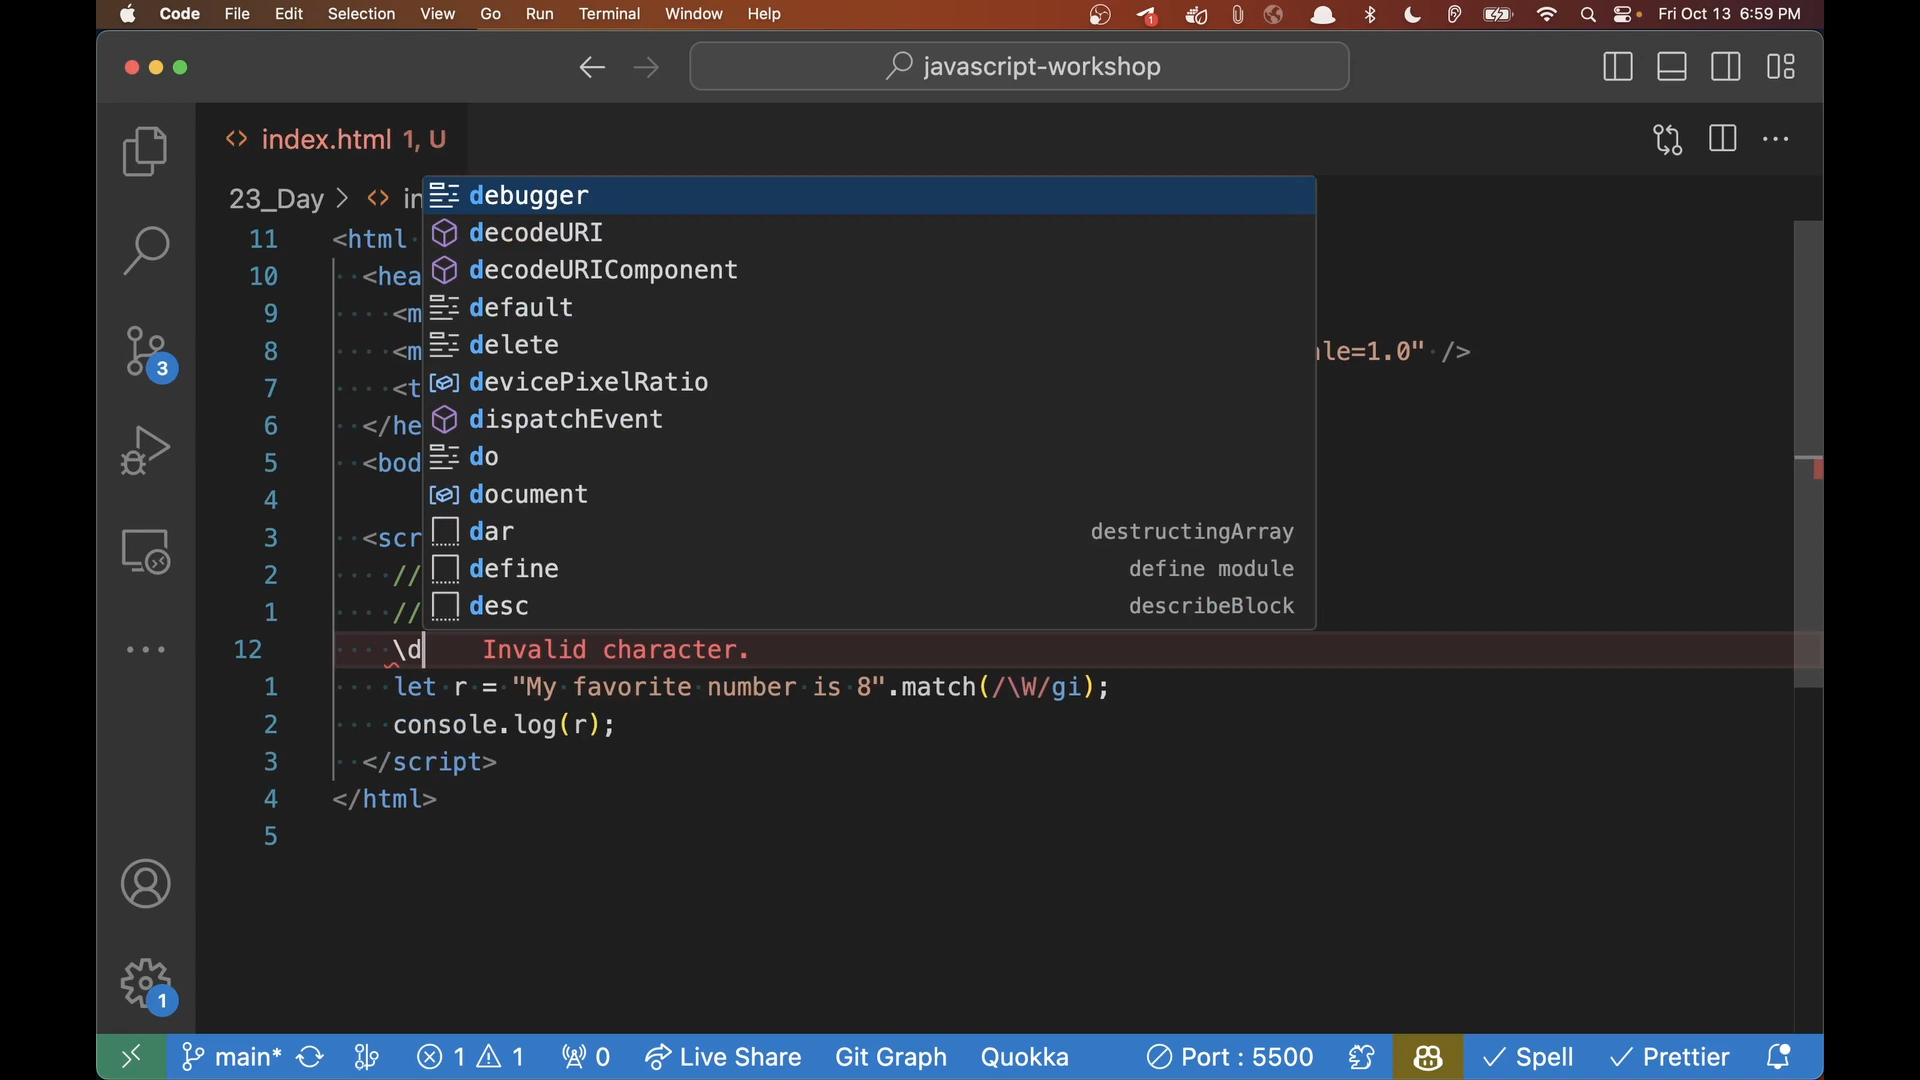 Code File Edit Selection View Go Run Terminal Window Help 1 Fri Oct 13 6:59 PM
javascript-workshop
index.html 1, U
23_Day > <> in
debugger
11 <html
decodeURI
10 <hea
decodeURIComponent
9 <m
default
8 <m
delete
ale=1.0" />
7 <t
devicePixelRatio
6 </he
dispatchEvent
5 <bod
do
4
document
3 <scr
dar destructingArray
2 //
define define module
1 //
desc describeBlock
12 \d Invalid character.
1 let r = "My favorite number is 8".match(/\W/gi);
2 console.log(r);
3 </script>
4 </html>
5
3
1
main* 1 1 0 Live Share Git Graph Quokka Port : 5500 Spell Prettier